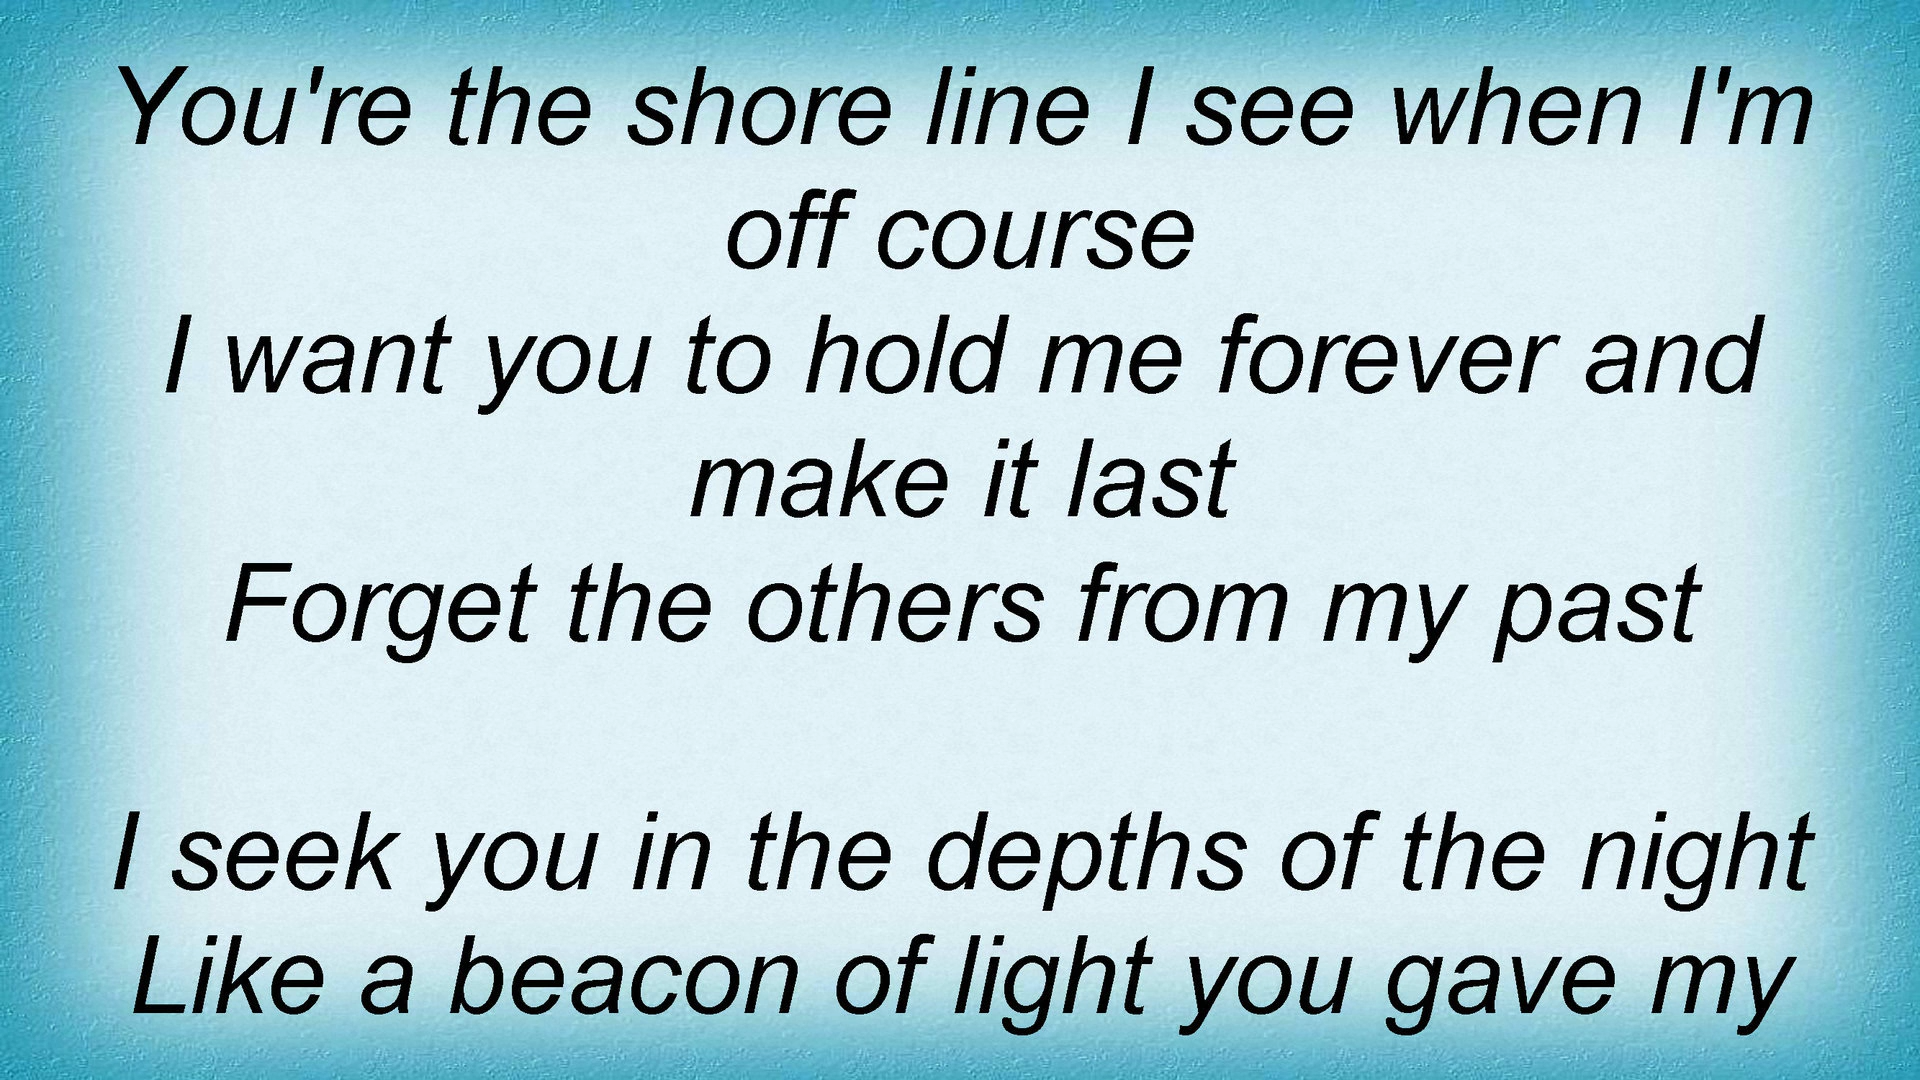 You're the shore line I see when I'm
off course
I want you to hold me forever and
make it last
Forget the others from my past
I seek you in the depths of the night
Like a beacon of light you gave my